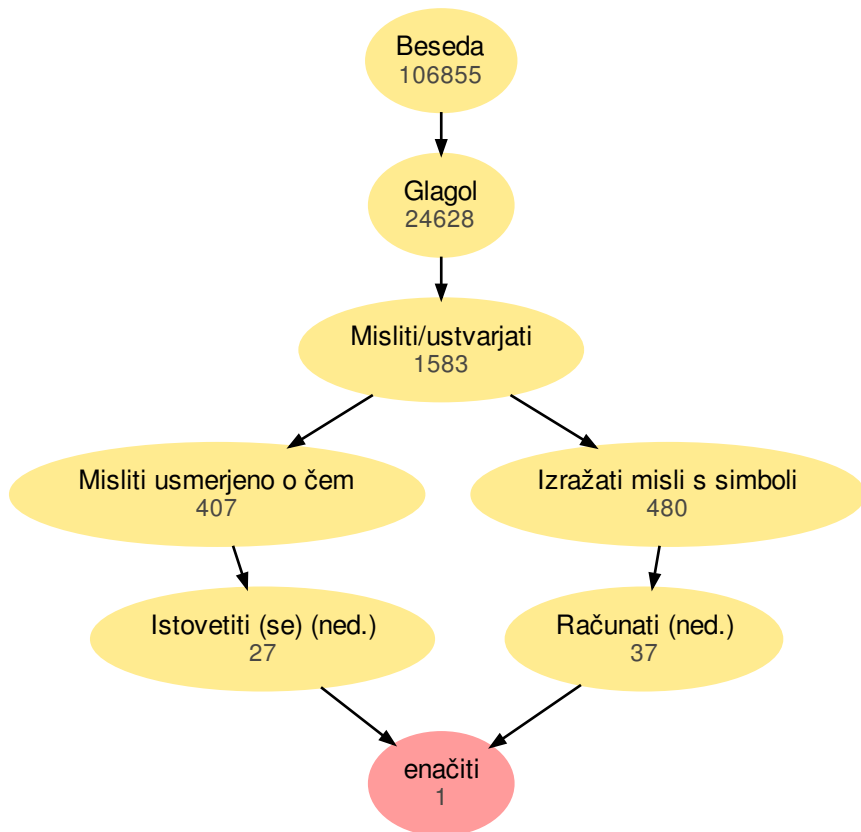 Beseda
106855
Glagol
24628
Misliti/ustvarjati
1583
Misliti usmerjeno o čem
407
Izražati misli s simboli
480
Istovetiti (se) (ned.)
27
Računati (ned.)
37
enačiti
1